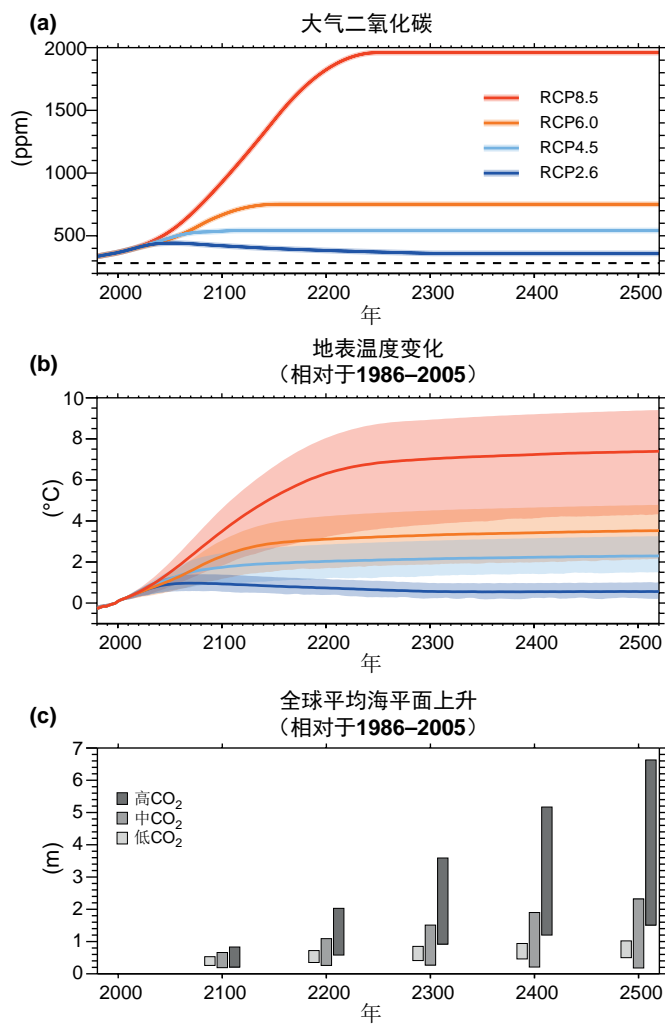 (a)
大气二氧化碳
2000
1500
1000
500
(ppm)
RCP8.5
RCP6.0
RCP4.5
RCP2.6
2000 2100 2200 2300 2400 2500
年
(b)
地表温度变化
（相对于1986–2005）
10
8
6
4
2
0
(°C)
2000 2100 2200 2300 2400 2500
年
(c)
全球平均海平面上升
（相对于1986–2005）
7
6
5
4
3
2
1
0
(m)
高CO₂
中CO₂
低CO₂
2000 2100 2200 2300 2400 2500
年